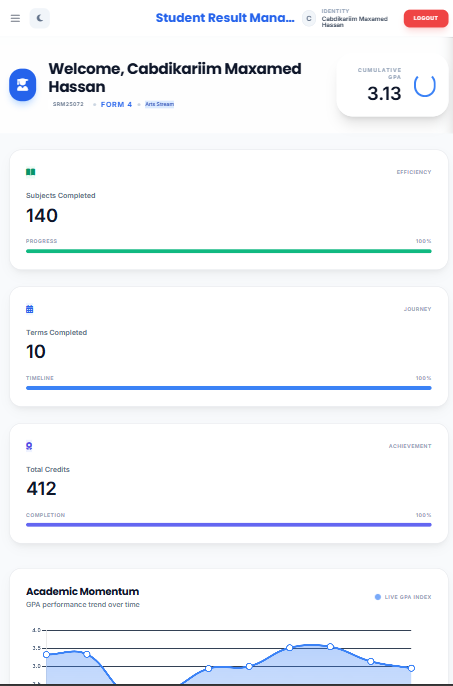 Student Result Mana...
C
IDENTITY
Cabdikariim Maxamed
Hassan
LOGOUT
Welcome, Cabdikariim Maxamed
Hassan
SRM25072
FORM 4
Arts Stream
CUMULATIVE
GPA
3.13
EFFICIENCY
Subjects Completed
140
PROGRESS
100%
JOURNEY
Terms Completed
10
TIMELINE
100%
ACHIEVEMENT
Total Credits
412
COMPLETION
100%
Academic Momentum
GPA performance trend over time
LIVE GPA INDEX
4.0
3.5
3.0
2.5